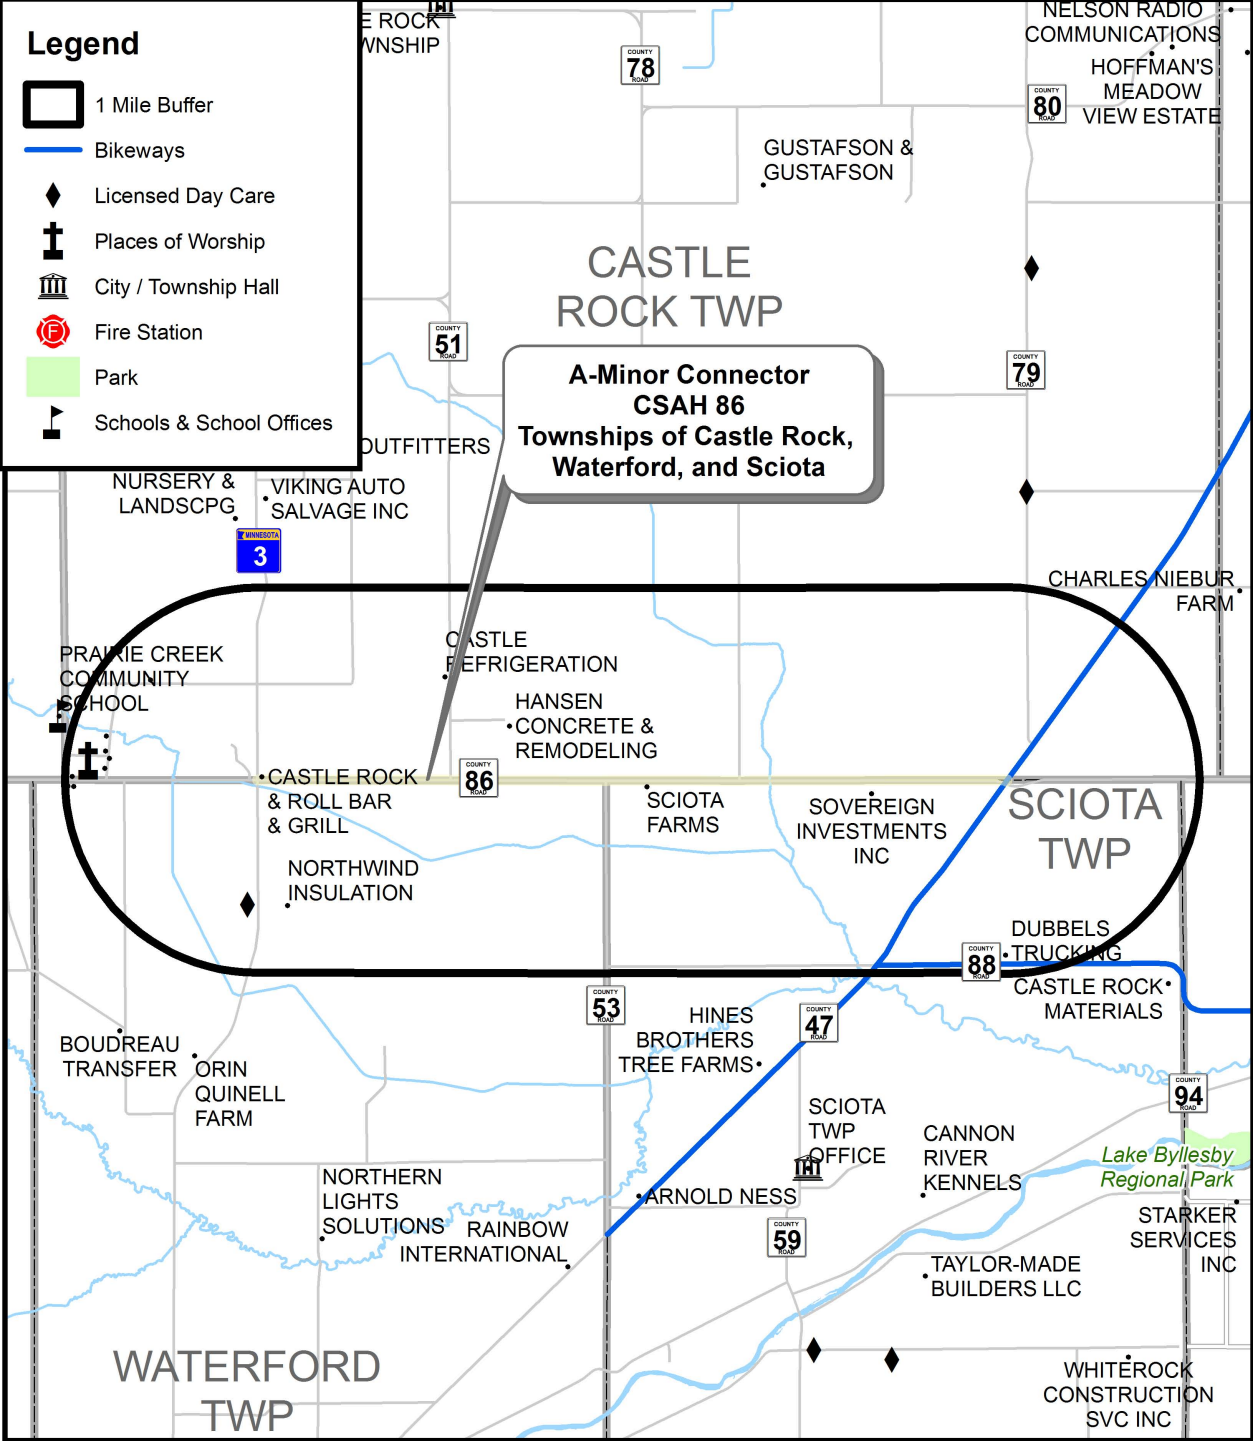 Legend
1 Mile Buffer
Bikeways
Licensed Day Care
Places of Worship
City / Township Hall
F
Fire Station
Park
Schools & School Offices
E ROCK
WNSHIP
COUNTY
78
ROAD
NELSON RADIO
COMMUNICATIONS
HOFFMAN'S
MEADOW
VIEW ESTATE
COUNTY
80
ROAD
GUSTAFSON &
GUSTAFSON
CASTLE
ROCK TWP
COUNTY
51
ROAD
COUNTY
79
ROAD
A-Minor Connector
CSAH 86
Townships of Castle Rock,
Waterford, and Sciota
OUTFITTERS
NURSERY &
LANDSCPG
VIKING AUTO
SALVAGE INC
MINNESOTA
3
CHARLES NIEBUR
FARM
PRAIRIE CREEK
COMMUNITY
SCHOOL
CASTLE
REFRIGERATION
HANSEN
CONCRETE &
REMODELING
COUNTY
86
ROAD
CASTLE ROCK
& ROLL BAR
& GRILL
SCIOTA
FARMS
SOVEREIGN
INVESTMENTS
INC
SCIOTA
TWP
NORTHWIND
INSULATION
DUBBELS
TRUCKING
COUNTY
88
ROAD
CASTLE ROCK
MATERIALS
COUNTY
53
ROAD
HINES
BROTHERS
TREE FARMS
COUNTY
47
ROAD
BOUDREAU
TRANSFER
ORIN
QUINELL
FARM
COUNTY
94
ROAD
SCIOTA
TWP
OFFICE
CANNON
RIVER
KENNELS
Lake Byllesby
Regional Park
NORTHERN
LIGHTS
SOLUTIONS
ARNOLD NESS
RAINBOW
INTERNATIONAL
COUNTY
59
ROAD
STARKER
SERVICES
INC
TAYLOR-MADE
BUILDERS LLC
WATERFORD
TWP
WHITEROCK
CONSTRUCTION
SVC INC